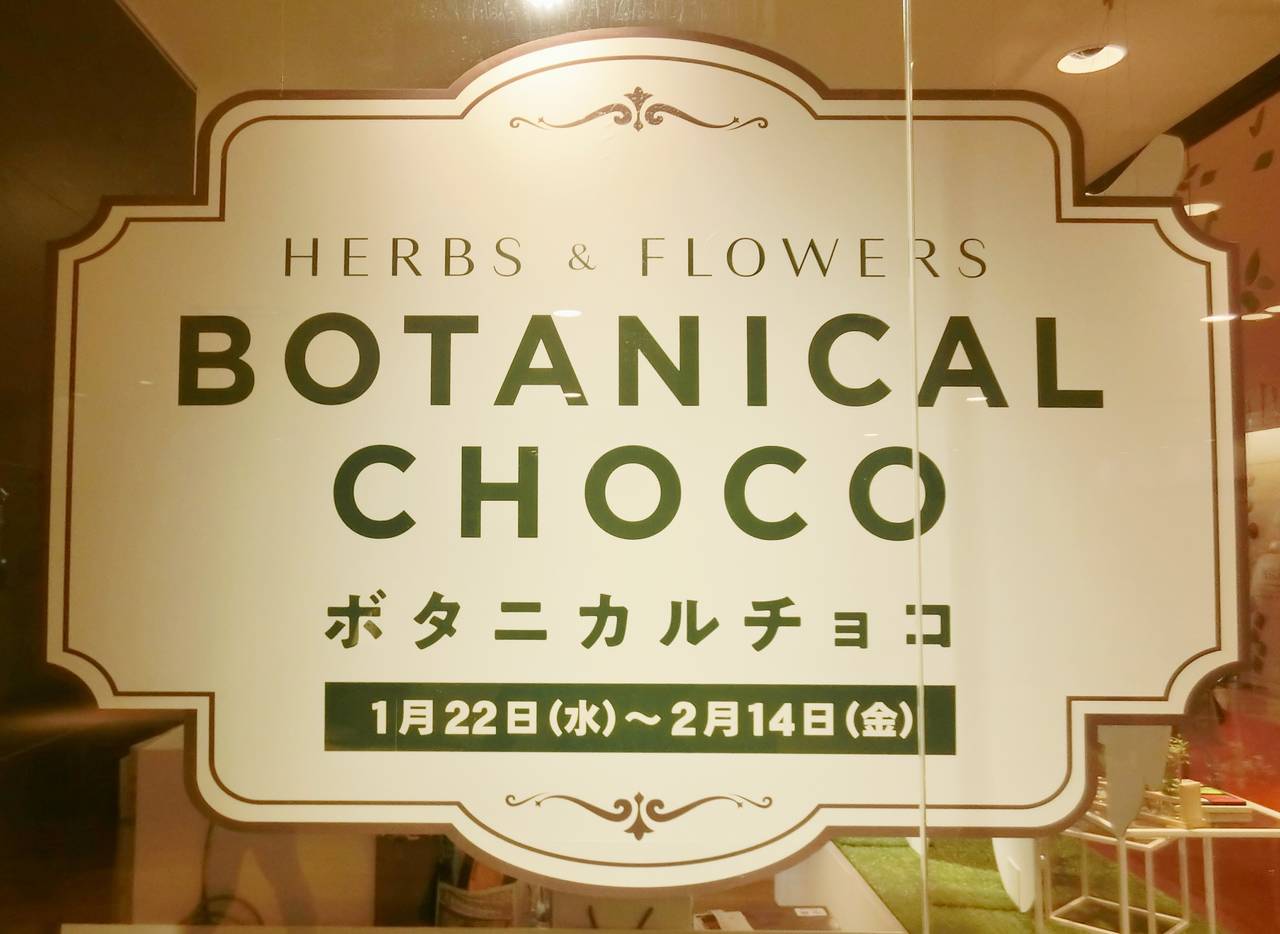 HERBS & FLOWERS
BOTANICAL
CHOCO
ボタニカルチョコ
1月22日(水)～2月14日(金)